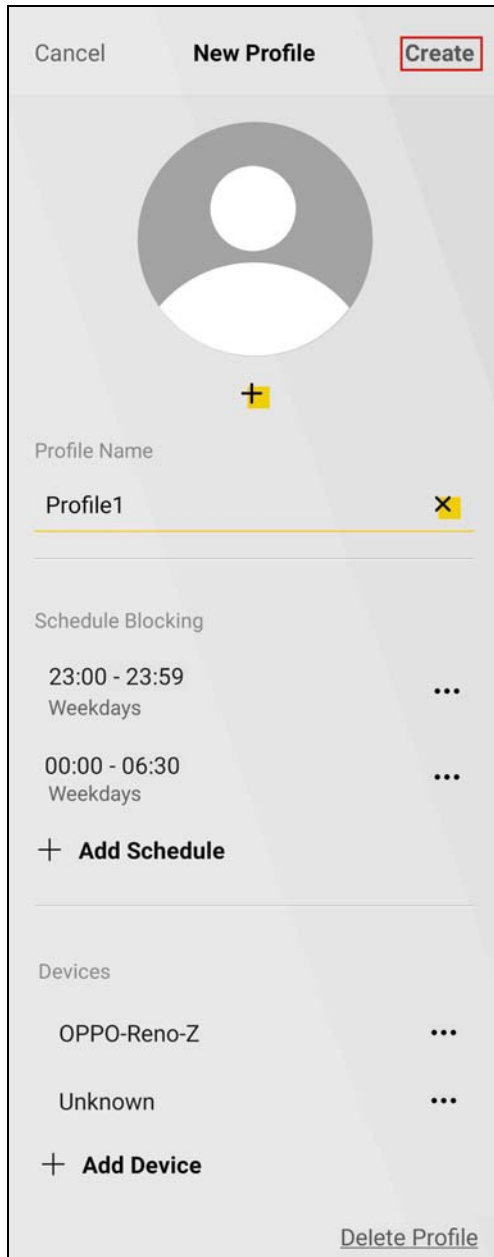 Cancel New Profile Create
Profile Name
Profile1
Schedule Blocking
23:00 - 23:59
Weekdays
00:00 - 06:30
Weekdays
+ Add Schedule
Devices
OPPO-Reno-Z
Unknown
+ Add Device
Delete Profile